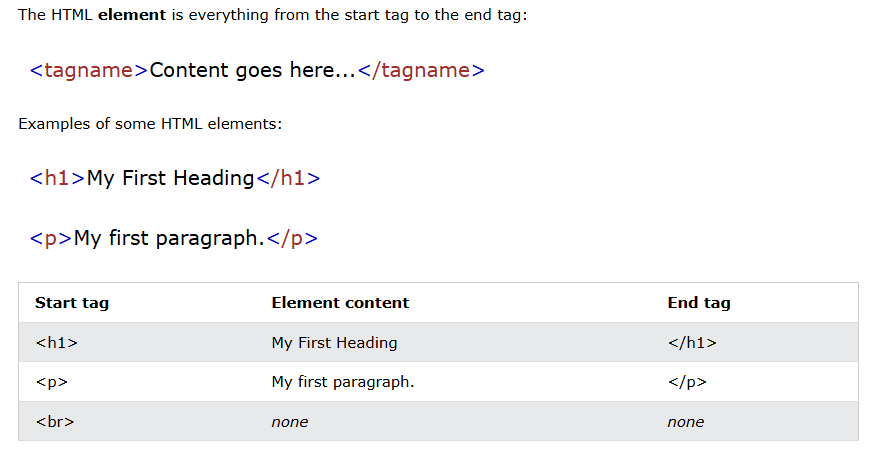 The HTML element is everything from the start tag to the end tag:
<tagname>Content goes here...</tagname>
Examples of some HTML elements:
<h1>My First Heading</h1>
<p>My first paragraph.</p>
Start tag Element content End tag
<h1> My First Heading </h1>
<p> My first paragraph. </p>
<br> none none